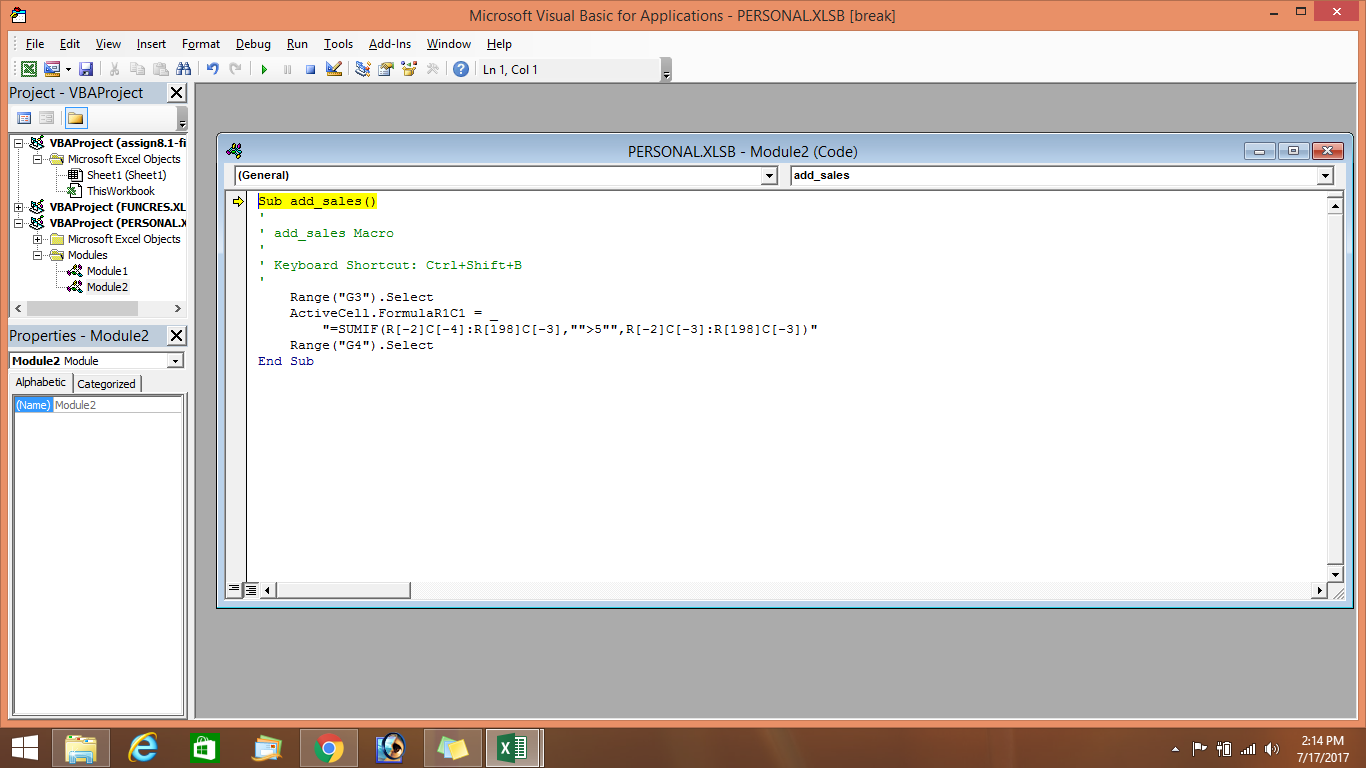 Microsoft Visual Basic for Applications - PERSONAL.XLSB [break]
File Edit View Insert Format Debug Run Tools Add-Ins Window Help
Ln 1, Col 1
Project - VBAProject
VBAProject (assign8.1-fi
Microsoft Excel Objects
Sheet1 (Sheet1)
ThisWorkbook
VBAProject (FUNCRES.XL
VBAProject (PERSONAL.X
Microsoft Excel Objects
Modules
Module1
Module2
Properties - Module2
Module2 Module
Alphabetic Categorized
(Name) Module2
PERSONAL.XLSB - Module2 (Code)
(General) add_sales
Sub add_sales()
'
' add_sales Macro
'
' Keyboard Shortcut: Ctrl+Shift+B
'
    Range("G3").Select
    ActiveCell.FormulaR1C1 = _
        "=SUMIF(R[-2]C[-4]:R[198]C[-3],"">5"",R[-2]C[-3]:R[198]C[-3])"
    Range("G4").Select
End Sub
2:14 PM
7/17/2017